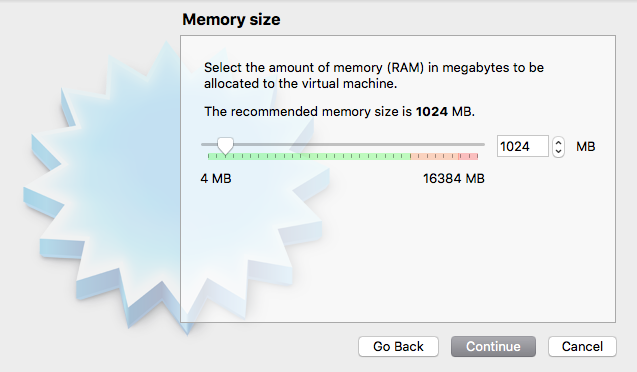 Memory size
Select the amount of memory (RAM) in megabytes to be
allocated to the virtual machine.
The recommended memory size is 1024 MB.
1024 MB
4 MB 16384 MB
Go Back Continue Cancel